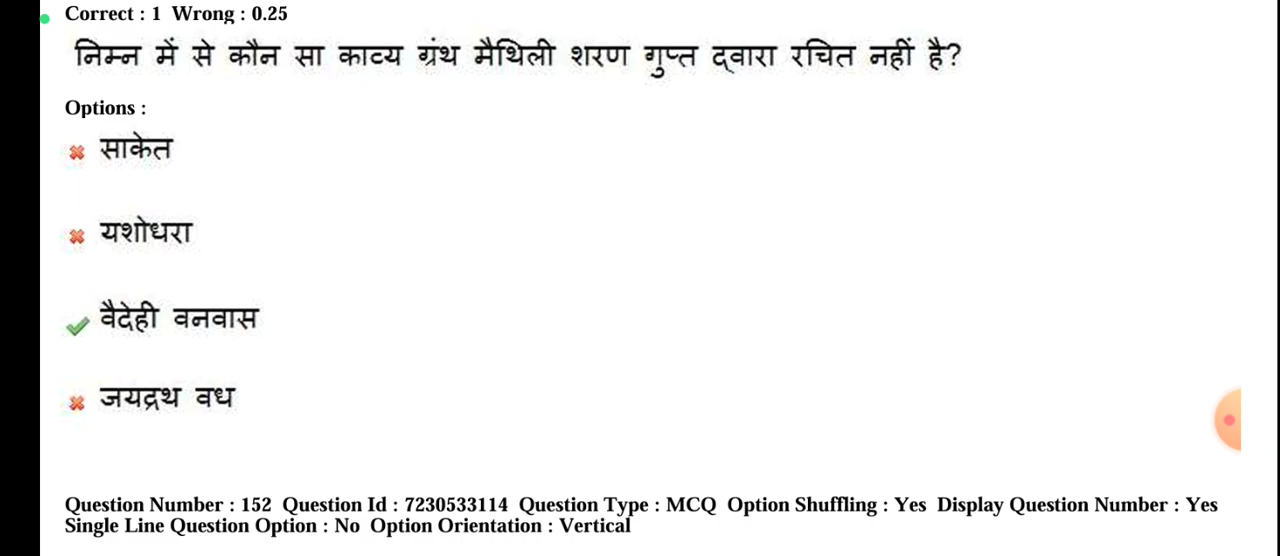 Correct : 1 Wrong : 0.25
निम्न में से कौन सा काव्य ग्रंथ मैथिली शरण गुप्त द्वारा रचित नहीं है?
Options :
साकेत
यशोधरा
वैदेही वनवास
जयद्रथ वध
Question Number : 152 Question Id : 7230533114 Question Type : MCQ Option Shuffling : Yes Display Question Number : Yes
Single Line Question Option : No Option Orientation : Vertical